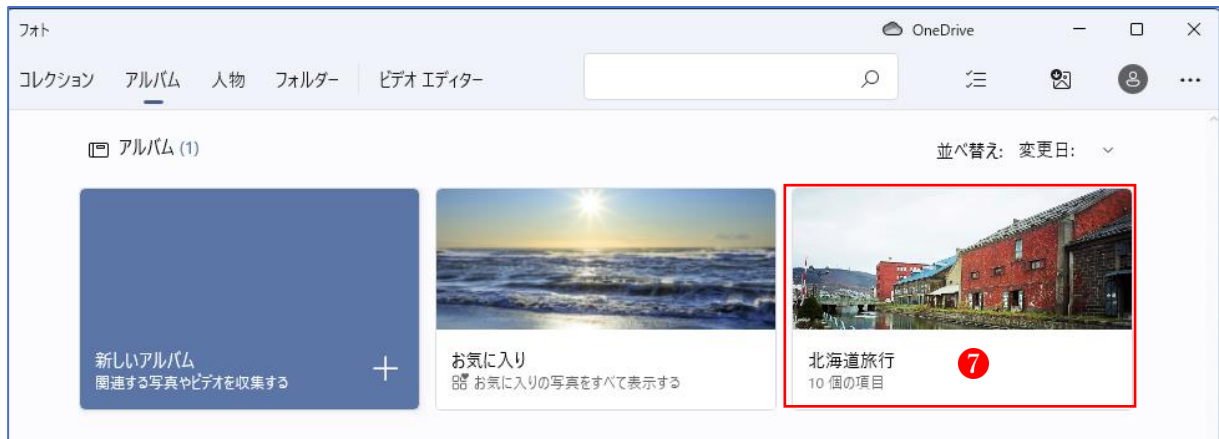 フォト
OneDrive
コレクション アルバム 人物 フォルダー ビデオ エディター
アルバム (1)
並べ替え: 変更日:
新しいアルバム
関連する写真やビデオを収集する
お気に入り
お気に入りの写真をすべて表示する
北海道旅行
10 個の項目
7